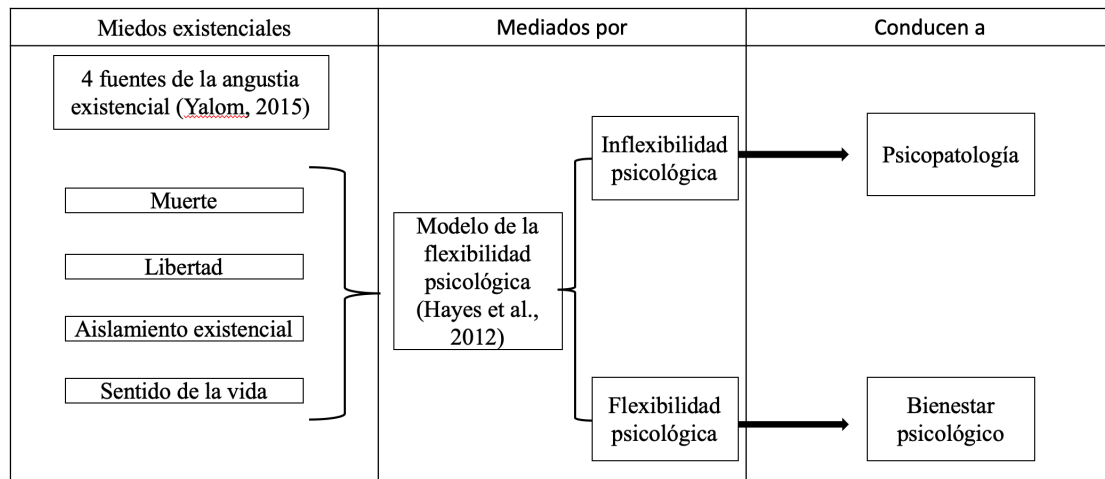 Miedos existenciales
Mediados por
Conducen a
4 fuentes de la angustia
existencial (Yalom, 2015)
Muerte
Libertad
Aislamiento existencial
Sentido de la vida
Modelo de la
flexibilidad
psicológica
(Hayes et al.,
2012)
Inflexibilidad
psicológica
Psicopatología
Flexibilidad
psicológica
Bienestar
psicológico